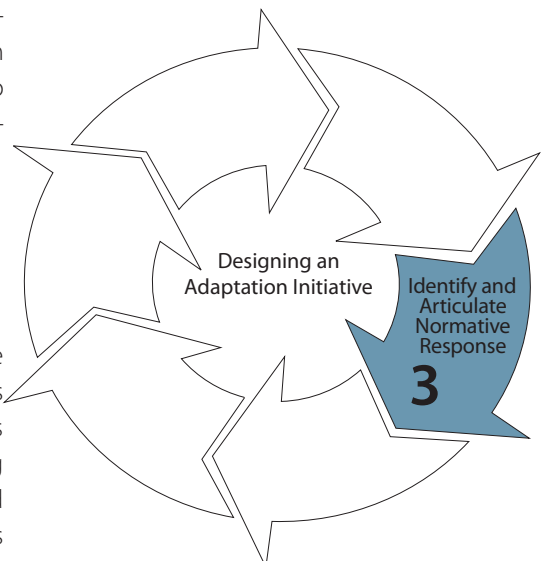 Designing an
Adaptation Initiative
Identify and
Articulate
Normative
Response
3